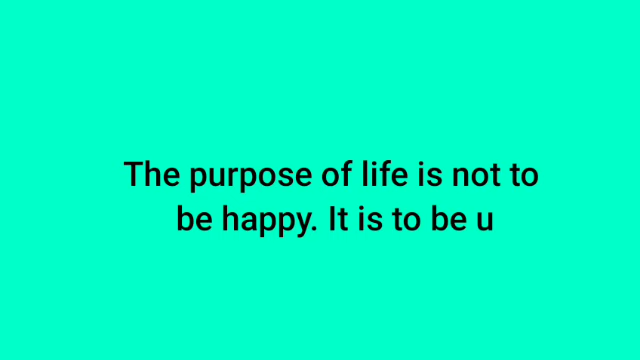 The purpose of life is not to
be happy. It is to be u